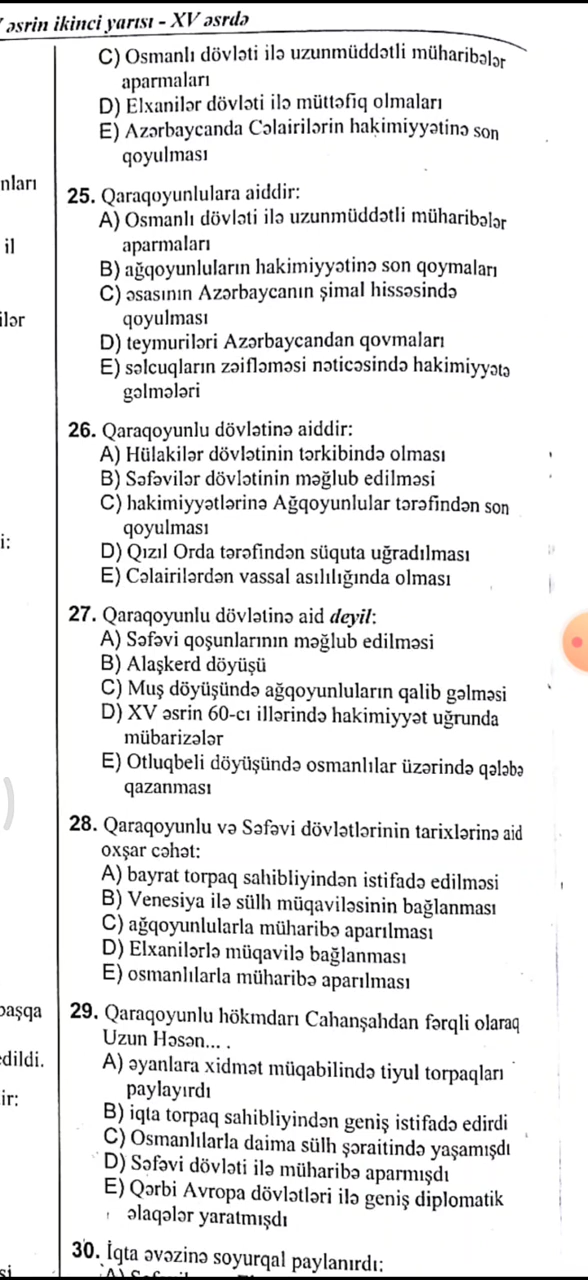 əsrin ikinci yarısı - XV əsrdə
C) Osmanlı dövləti ilə uzunmüddətli müharibələr
aparmaları
D) Elxanilər dövləti ilə müttəfiq olmaları
E) Azərbaycanda Cəlairilərin hakimiyyətinə son
qoyulması
nları
il
ilər
i:
başqa
edildi.
ir:
si
25. Qaraqoyunlulara aiddir:
A) Osmanlı dövləti ilə uzunmüddətli müharibələr
aparmaları
B) ağqoyunluların hakimiyyətinə son qoymaları
C) əsasının Azərbaycanın şimal hissəsində
qoyulması
D) teymuriləri Azərbaycandan qovmaları
E) səlcuqların zəifləməsi nəticəsində hakimiyyətə
gəlmələri
26. Qaraqoyunlu dövlətinə aiddir:
A) Hülakilər dövlətinin tərkibində olması
B) Səfəvilər dövlətinin məğlub edilməsi
C) hakimiyyətlərinə Ağqoyunlular tərəfindən son
qoyulması
D) Qızıl Orda tərəfindən süquta uğradılması
E) Cəlairilərdən vassal asılılığında olması
27. Qaraqoyunlu dövlətinə aid deyil:
A) Səfəvi qoşunlarının məğlub edilməsi
B) Alaşkerd döyüşü
C) Muş döyüşündə ağqoyunluların qalib gəlməsi
D) XV əsrin 60-cı illərində hakimiyyət uğrunda
mübarizələr
E) Otluqbeli döyüşündə osmanlılar üzərində qələbə
qazanması
28. Qaraqoyunlu və Səfəvi dövlətlərinin tarixlərinə aid
oxşar cəhət:
A) bayrat torpaq sahibliyindən istifadə edilməsi
B) Venesiya ilə sülh müqaviləsinin bağlanması
C) ağqoyunlularla müharibə aparılması
D) Elxanilərlə müqavilə bağlanması
E) osmanlılarla müharibə aparılması
29. Qaraqoyunlu hökmdarı Cahanşahdan fərqli olaraq
Uzun Həsən... .
A) əyanlara xidmət müqabilində tiyul torpaqları
paylayırdı
B) iqta torpaq sahibliyindən geniş istifadə edirdi
C) Osmanlılarla daima sülh şəraitində yaşamışdı
D) Səfəvi dövləti ilə müharibə aparmışdı
E) Qərbi Avropa dövlətləri ilə geniş diplomatik
əlaqələr yaratmışdı
30. İqta əvəzinə soyurqal paylanırdı: